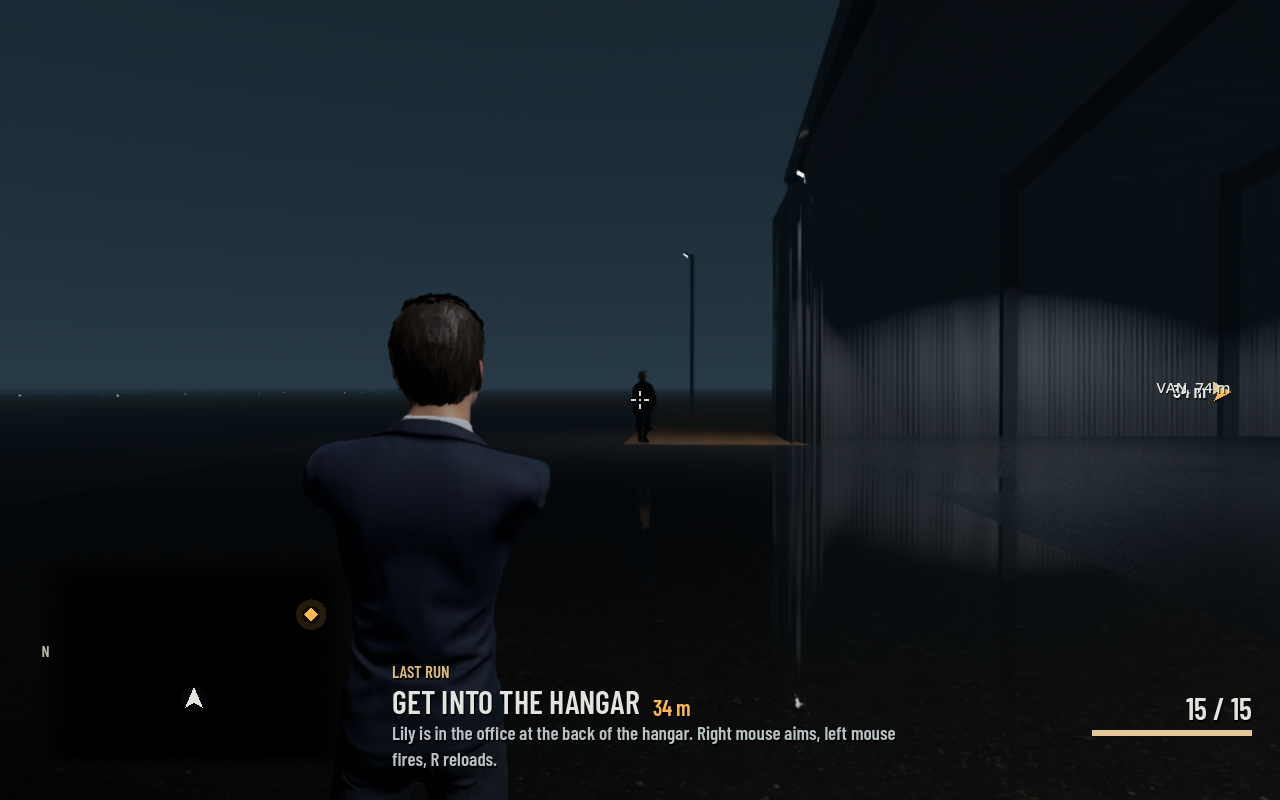 VAN 74 m
34 m
N
LAST RUN
GET INTO THE HANGAR 34 m
Lily is in the office at the back of the hangar. Right mouse aims, left mouse
fires, R reloads.
15 / 15